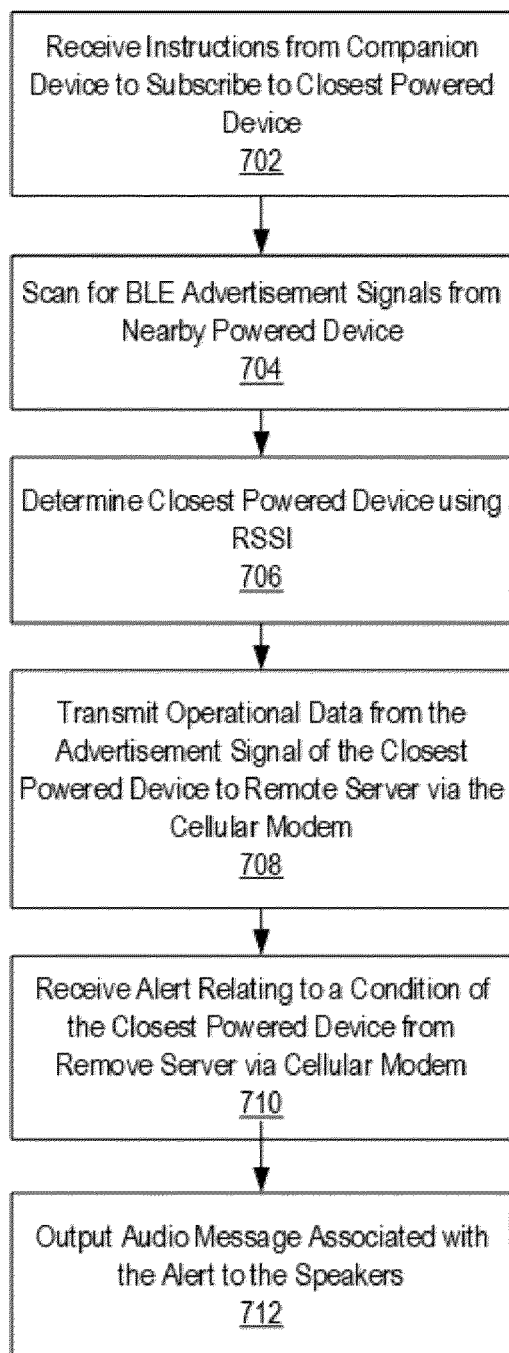 Receive Instructions from Companion
Device to Subscribe to Closest Powered
Device
702
Scan for BLE Advertisement Signals from
Nearby Powered Device
704
Determine Closest Powered Device using
RSSI
706
Transmit Operational Data from the
Advertisement Signal of the Closest
Powered Device to Remote Server via the
Cellular Modem
708
Receive Alert Relating to a Condition of
the Closest Powered Device from
Remove Server via Cellular Modem
710
Output Audio Message Associated with
the Alert to the Speakers
712